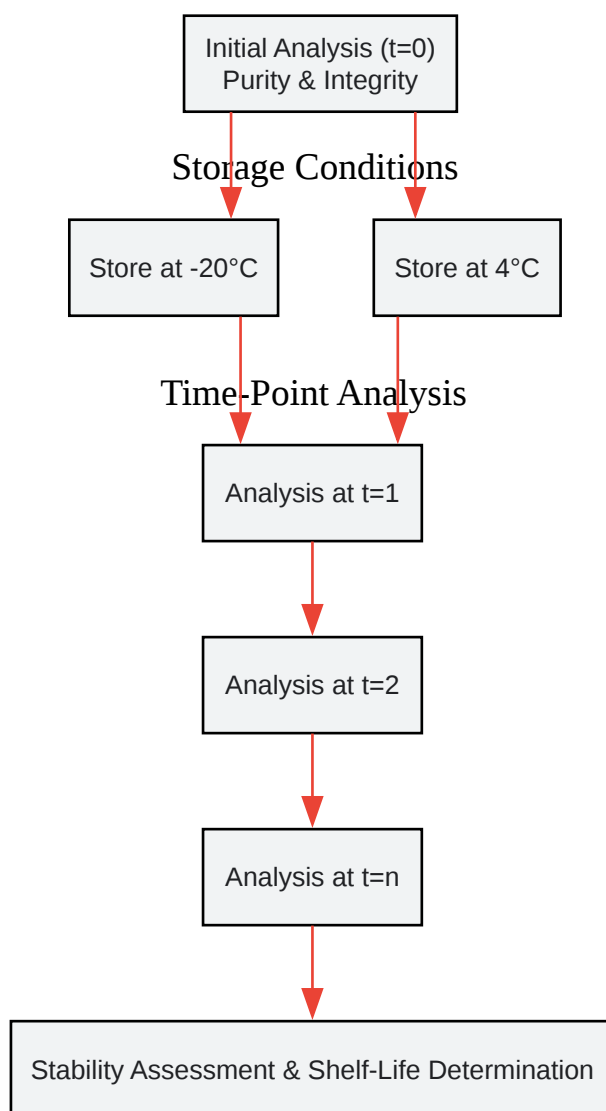 Initial Analysis (t=0)
Purity & Integrity
Storage Conditions
Store at -20°C
Store at 4°C
Time-Point Analysis
Analysis at t=1
Analysis at t=2
Analysis at t=n
Stability Assessment & Shelf-Life Determination